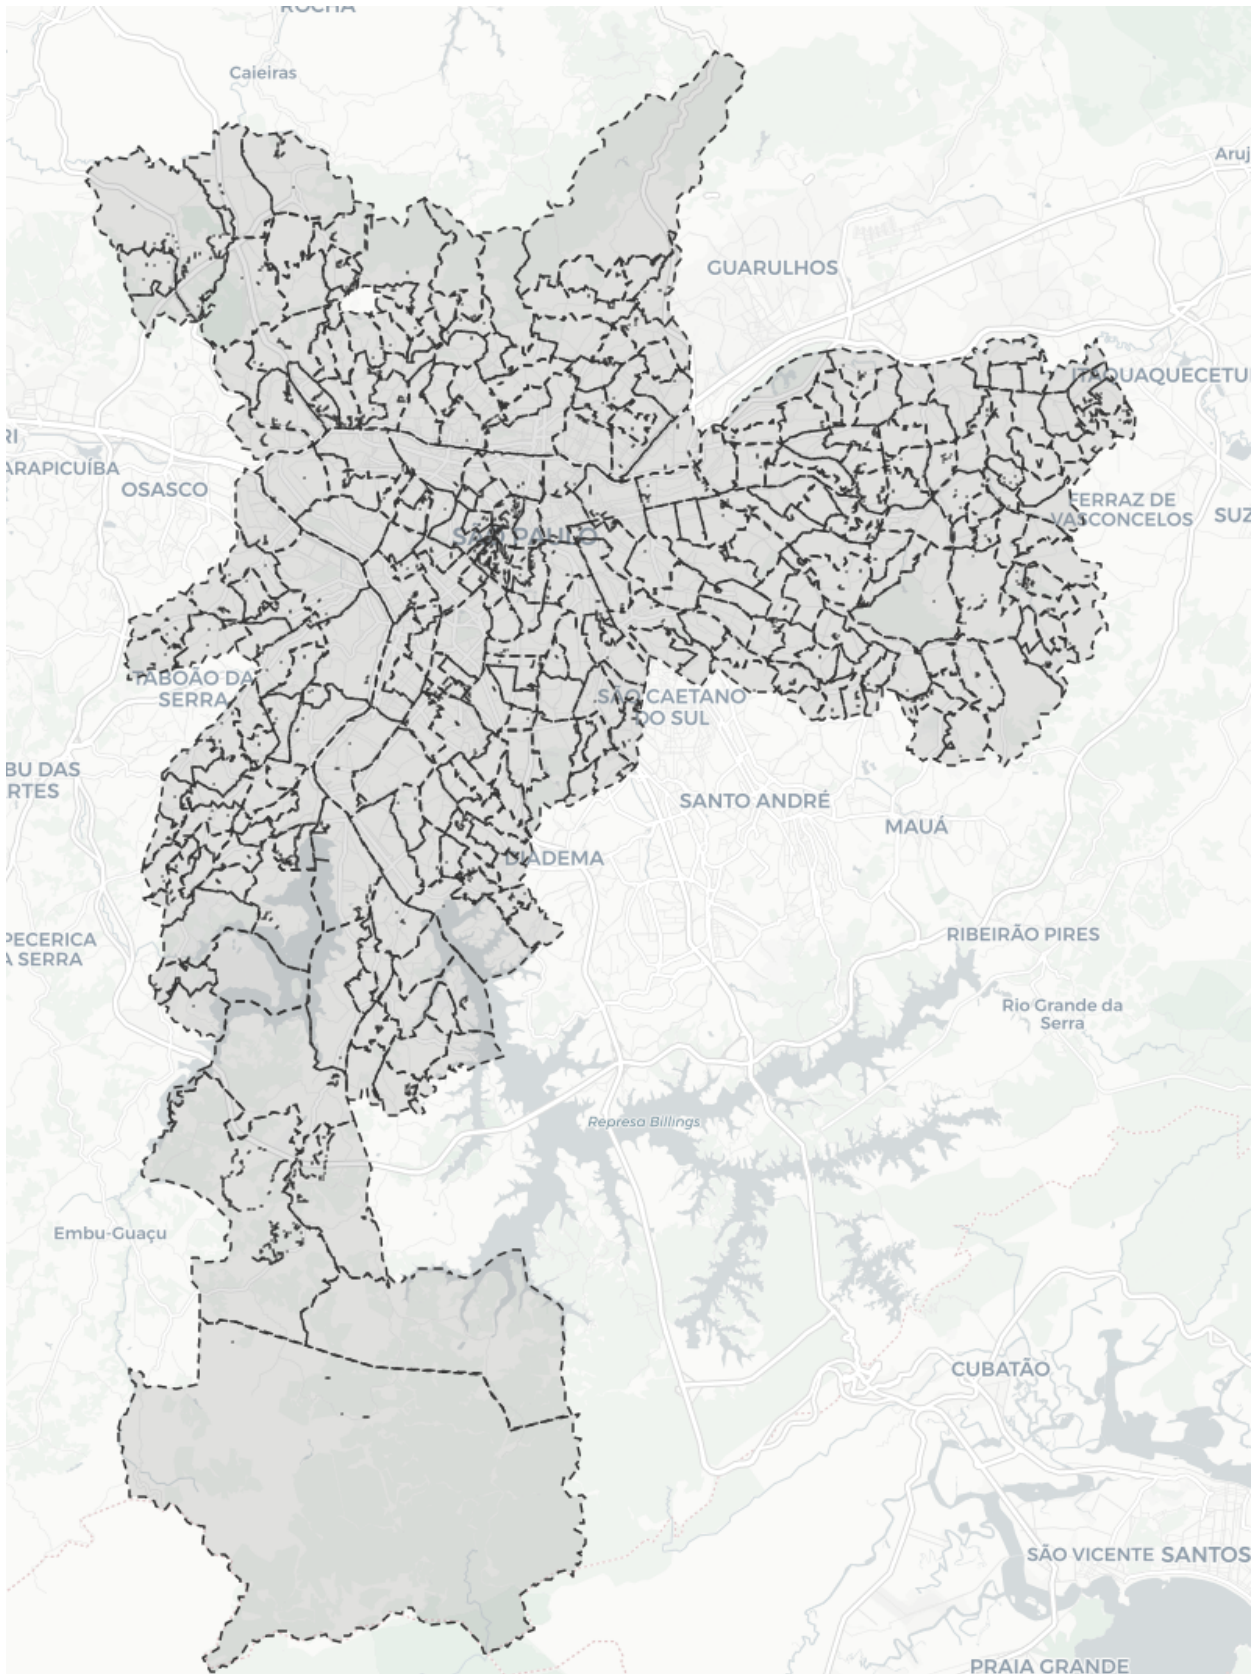 ROCHA
Caieiras
Aruj
GUARULHOS
ITAQUAQUECETU
RI
ARAPICUÍBA
OSASCO
FERRAZ DE
VASCONCELOS
SUZ
SÃO PAULO
TABOÃO DA
SERRA
SÃO CAETANO
DO SUL
BU DAS
RTES
SANTO ANDRÉ
MAUÁ
DIADEMA
PECERICA
A SERRA
RIBEIRÃO PIRES
Rio Grande da
Serra
Represa Billings
Embu-Guaçu
CUBATÃO
SÃO VICENTE
SANTOS
PRAIA GRANDE